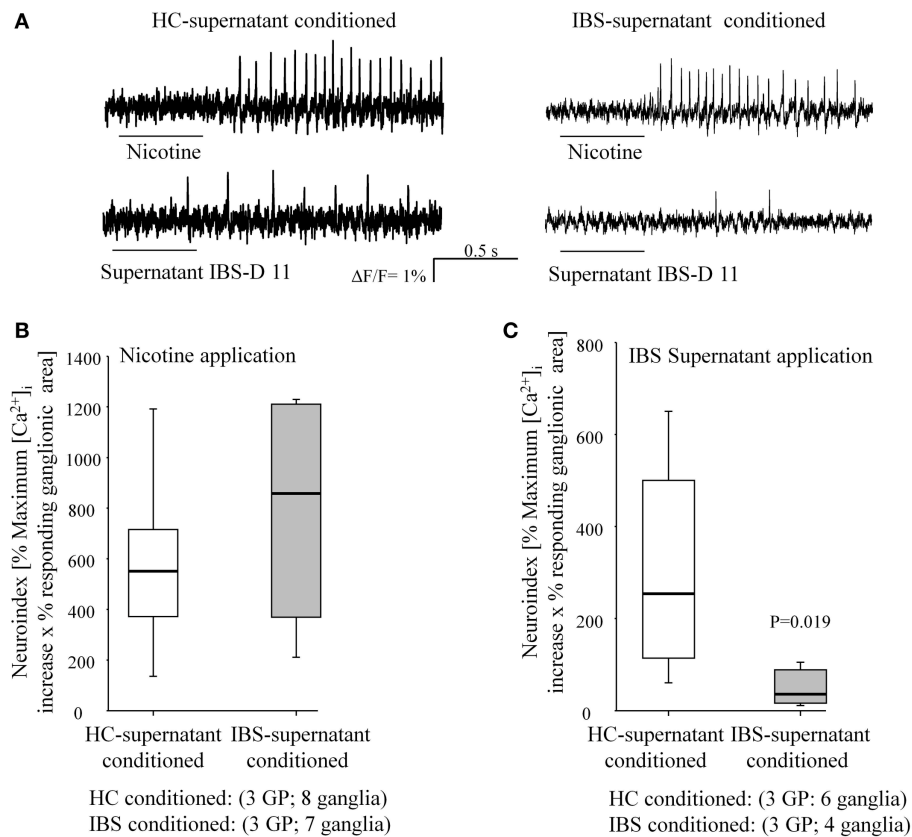 A
HC-supernatant conditioned
IBS-supernatant conditioned
Nicotine
Nicotine
Supernatant IBS-D 11
0.5 s
ΔF/F= 1%
Supernatant IBS-D 11
B
Nicotine application
Neuroindex [% Maximum [Ca²⁺]ᵢ
increase x % responding ganglionic area]
1400
1200
1000
800
600
400
200
0
HC-supernatant conditioned
IBS-supernatant conditioned
HC conditioned: (3 GP; 8 ganglia)
IBS conditioned: (3 GP; 7 ganglia)
C
IBS Supernatant application
Neuroindex [% Maximum [Ca²⁺]ᵢ
increase x % responding ganglionic area]
800
600
400
200
0
P=0.019
HC-supernatant conditioned
IBS-supernatant conditioned
HC conditioned: (3 GP: 6 ganglia)
IBS conditioned: (3 GP; 4 ganglia)